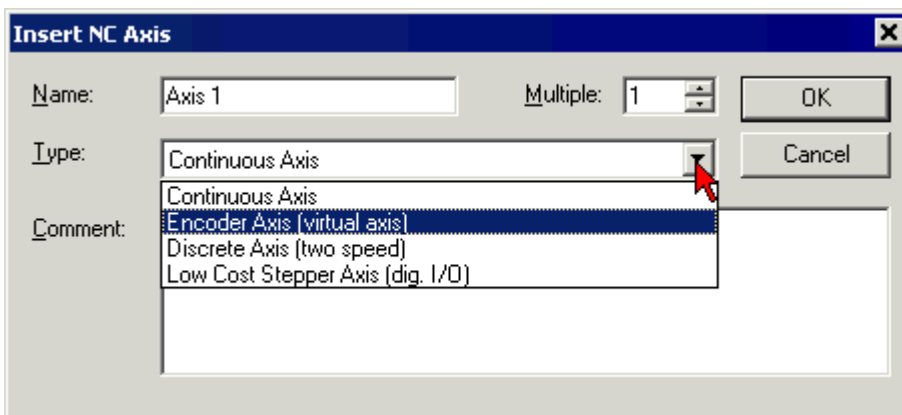 Insert NC Axis
Name: Axis 1 Multiple: 1 OK
Type: Continuous Axis Cancel
Continuous Axis
Encoder Axis (virtual axis)
Discrete Axis (two speed)
Low Cost Stepper Axis (dig. I/O)
Comment: